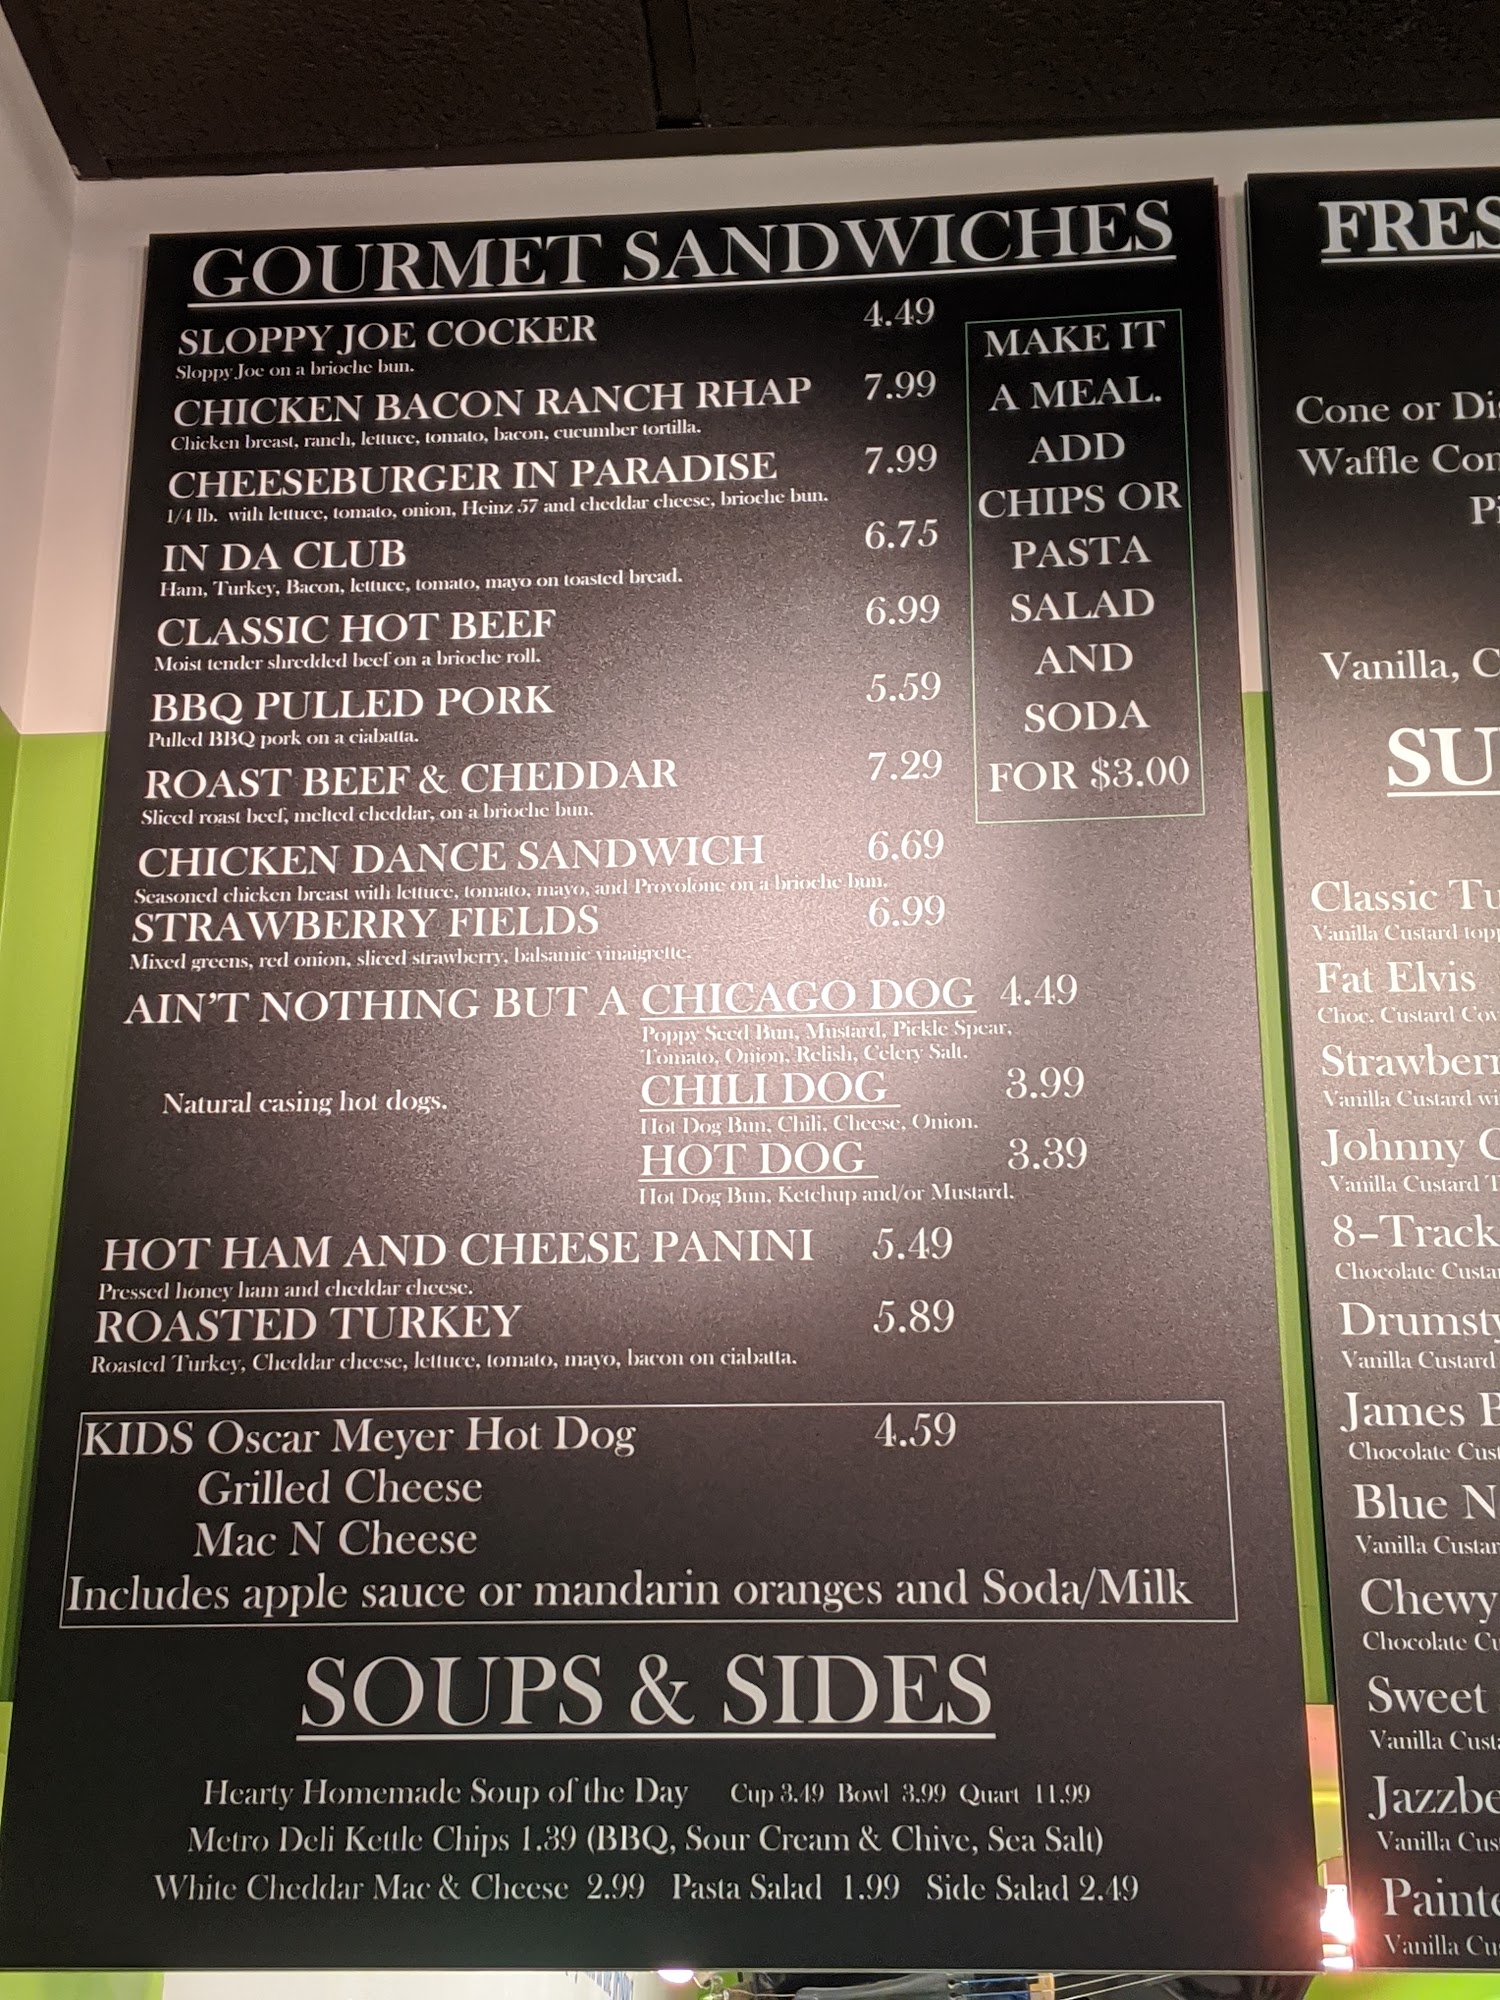 GOURMET SANDWICHES
SLOPPY JOE COCKER 4.49
Sloppy Joe on a brioche bun.
CHICKEN BACON RANCH RHAP 7.99
Chicken breast, ranch, lettuce, tomato, bacon, cucumber tortilla.
CHEESEBURGER IN PARADISE 7.99
1/4 lb. with lettuce, tomato, onion, Heinz 57 and cheddar cheese, brioche bun.
IN DA CLUB 6.75
Ham, Turkey, Bacon, lettuce, tomato, mayo on toasted bread.
CLASSIC HOT BEEF 6.99
Moist tender shredded beef on a brioche roll.
BBQ PULLED PORK 5.59
Pulled BBQ pork on a ciabatta.
ROAST BEEF & CHEDDAR 7.29
Sliced roast beef, melted cheddar, on a brioche bun.
CHICKEN DANCE SANDWICH 6.69
Seasoned chicken breast with lettuce, tomato, mayo, and Provolone on a brioche bun.
STRAWBERRY FIELDS 6.99
Mixed greens, red onion, sliced strawberry, balsamic vinaigrette.
AIN'T NOTHING BUT A CHICAGO DOG 4.49
Poppy Seed Bun, Mustard, Pickle Spear,
Tomato, Onion, Relish, Celery Salt.
Natural casing hot dogs.
CHILI DOG 3.99
Hot Dog Bun, Chili, Cheese, Onion.
HOT DOG 3.39
Hot Dog Bun, Ketchup and/or Mustard.
HOT HAM AND CHEESE PANINI 5.49
Pressed honey ham and cheddar cheese.
ROASTED TURKEY 5.89
Roasted Turkey, Cheddar cheese, lettuce, tomato, mayo, bacon on ciabatta.
MAKE IT
A MEAL.
ADD
CHIPS OR
PASTA
SALAD
AND
SODA
FOR $3.00
KIDS Oscar Meyer Hot Dog 4.59
Grilled Cheese
Mac N Cheese
Includes apple sauce or mandarin oranges and Soda/Milk
SOUPS & SIDES
Hearty Homemade Soup of the Day Cup 3.49 Bowl 3.99 Quart 11.99
Metro Deli Kettle Chips 1.39 (BBQ, Sour Cream & Chive, Sea Salt)
White Cheddar Mac & Cheese 2.99 Pasta Salad 1.99 Side Salad 2.49
FRES
Cone or
Waffle
Vanilla,
SU
Classic
Vanilla Custard
Fat Elvis
Choc. Custard
Vanilla Custard
Johnny
Vanilla Custard
8-Track
Chocolate
Vanilla Custard
James
Chocolate
Blue
Vanilla
Chewy
Chocolate
Sweet
Vanilla
Vanilla
Vanilla